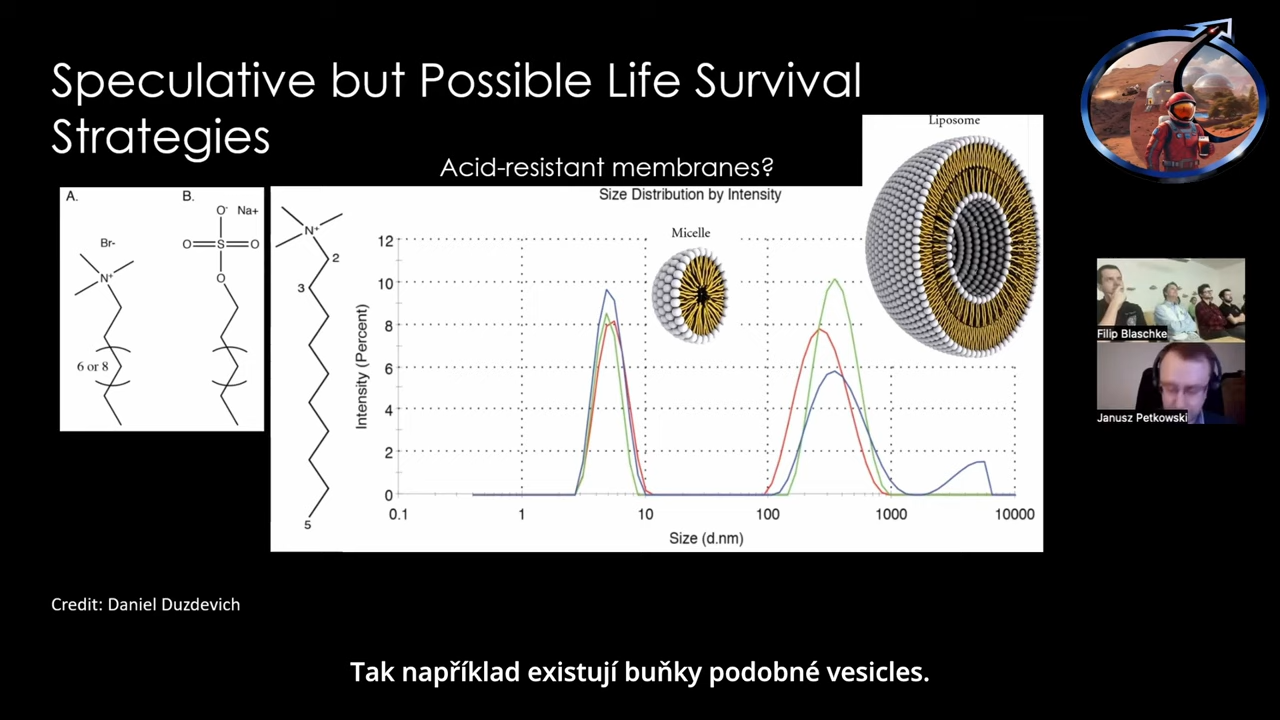 Speculative but Possible Life Survival
Strategies
Acid-resistant membranes?
Liposome
A.
B.
Br-
N+
6 or 8
O- Na+
O S O
O
N+
2
3
5
Size Distribution by Intensity
Micelle
Intensity (Percent)
12
10
8
6
4
2
0
0.1 1 10 100 1000 10000
Size (d.nm)
Filip Blaschke
Janusz Petkowski
Credit: Daniel Duzdevich
Tak například existují buňky podobné vesicles.